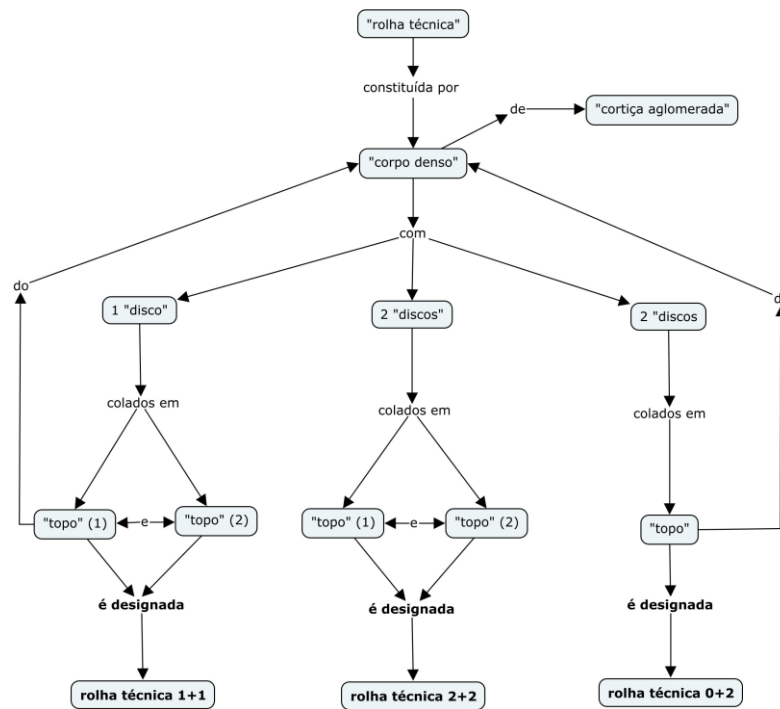 "rolha técnica"
constituída por
de
"cortiça aglomerada"
"corpo denso"
com
do
d
1 "disco"
2 "discos"
2 "discos
colados em
colados em
colados em
"topo" (1)
e
"topo" (2)
"topo" (1)
e
"topo" (2)
"topo"
é designada
é designada
é designada
rolha técnica 1+1
rolha técnica 2+2
rolha técnica 0+2